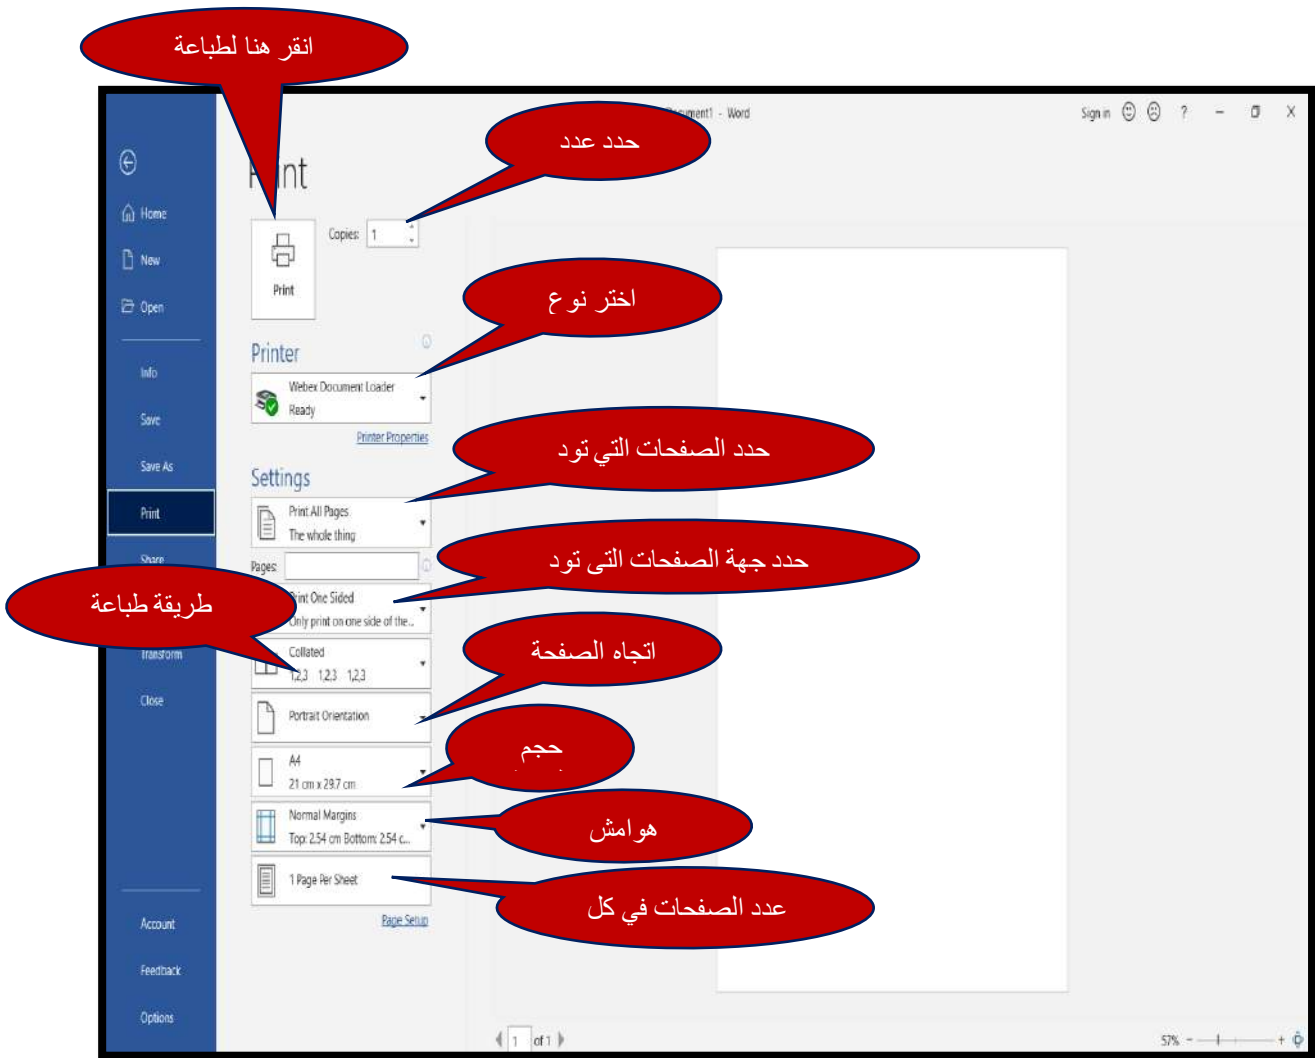 انقر هنا لطباعة
Document1 - Word
Sign in
?
حدد عدد
Print
Home
New
Open
Info
Save
Save As
Print
Share
Transform
Close
Account
Feedback
Options
Print
Copies: 1
اختر نوع
Printer
Webex Document Loader
Ready
Printer Properties
حدد الصفحات التي تود
Settings
Print All Pages
The whole thing
Pages:
حدد جهة الصفحات التى تود
Print One Sided
Only print on one side of the...
طريقة طباعة
Collated
1,2,3 1,2,3 1,2,3
اتجاه الصفحة
Portrait Orientation
حجم
A4
21 cm x 29.7 cm
هوامش
Normal Margins
Top: 2.54 cm Bottom: 2.54 c...
1 Page Per Sheet
عدد الصفحات في كل
Page Setup
1 of 1
57%